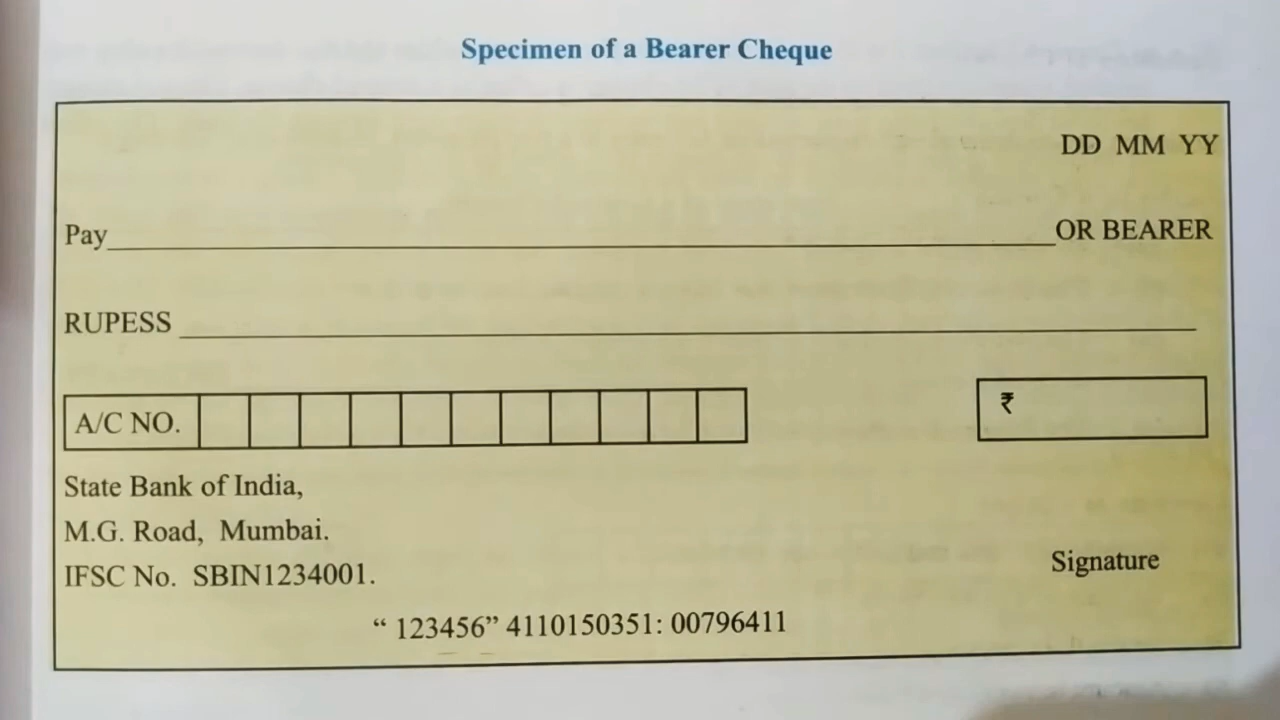 Specimen of a Bearer Cheque
DD MM YY
Pay OR BEARER
RUPESS
A/C NO. ₹
State Bank of India,
M.G. Road, Mumbai.
IFSC No. SBIN1234001.
Signature
“ 123456” 4110150351: 00796411